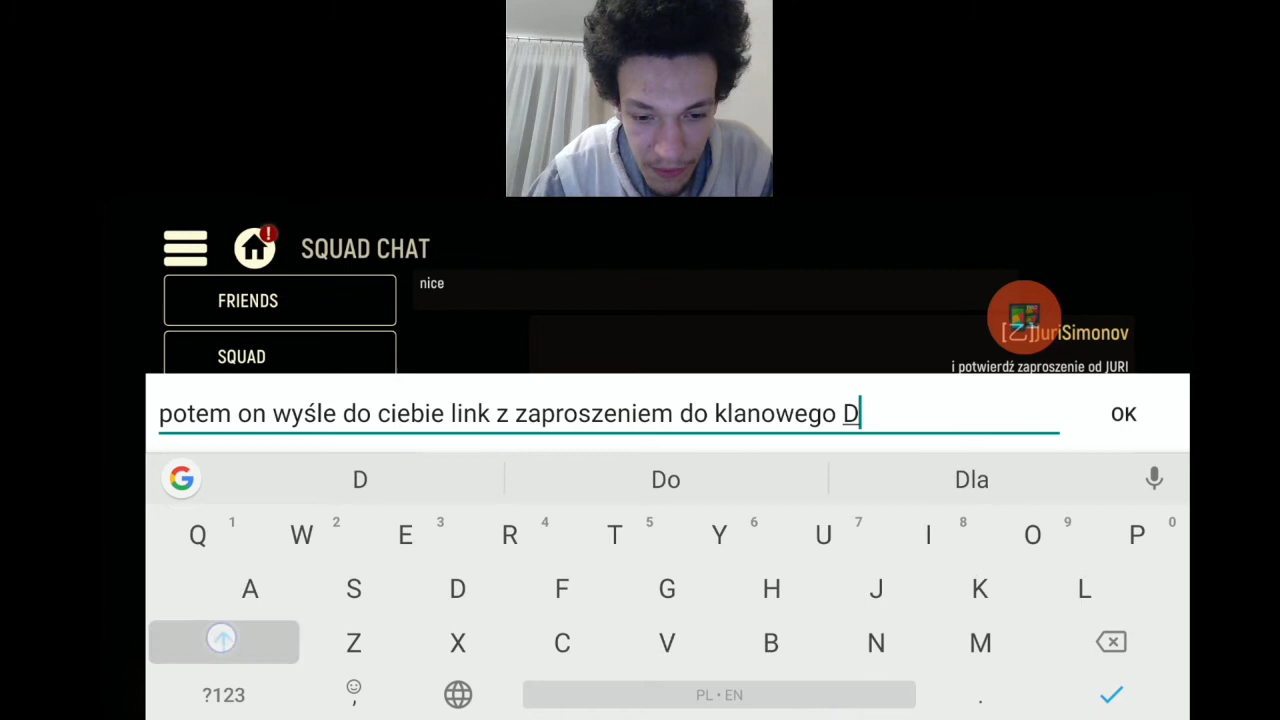 SQUAD CHAT
!
FRIENDS
nice
SQUAD
[乙]JuriSimonov
i potwierdź zaproszenie od JURI
potem on wyśle do ciebie link z zaproszeniem do klanowego D
OK
G
D Do Dla
Q 1 W 2 E 3 R 4 T 5 Y 6 U 7 I 8 O 9 P 0
A S D F G H J K L
Z X C V B N M
?123 , PL • EN .